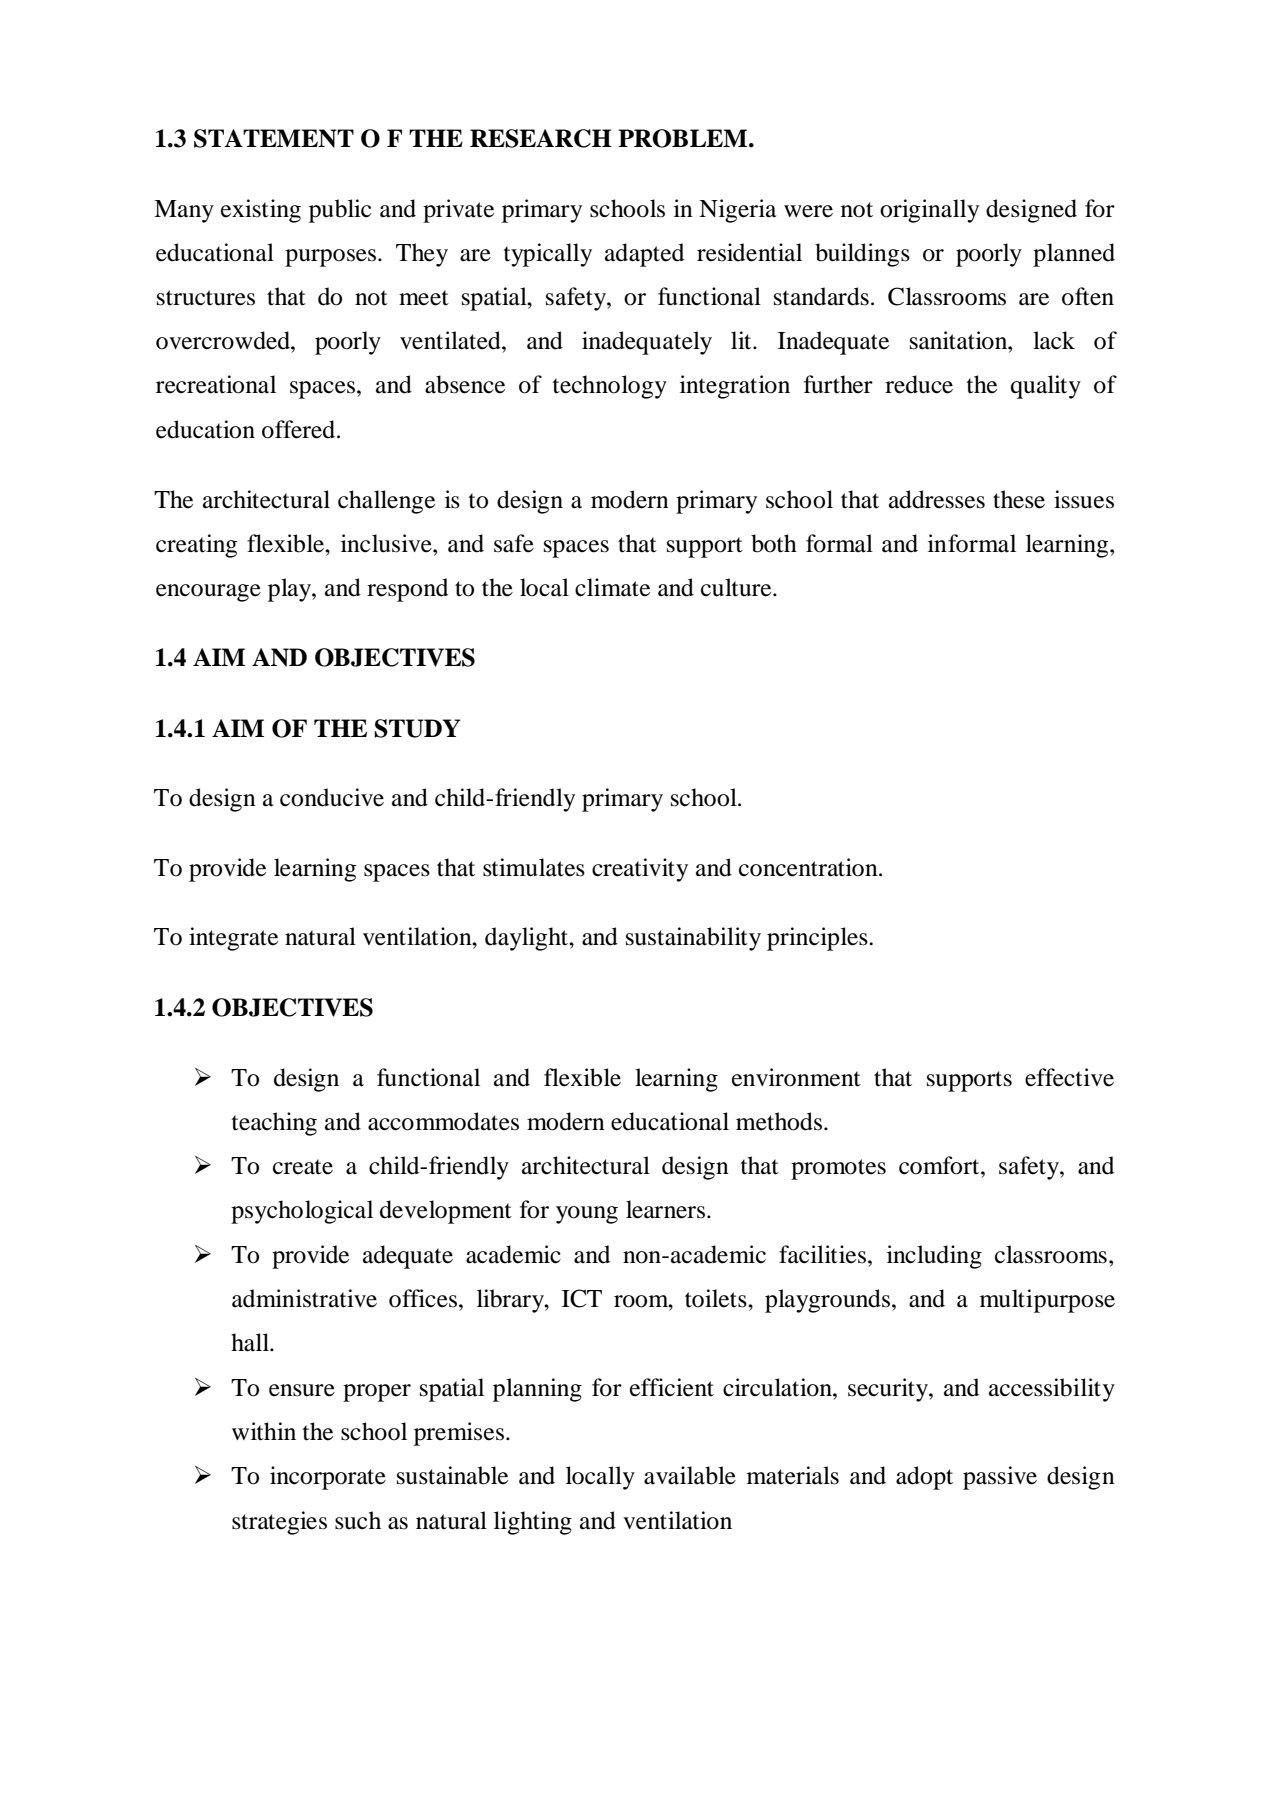 1.3 STATEMENT O F THE RESEARCH PROBLEM.
Many existing public and private primary schools in Nigeria were not originally designed for
educational purposes. They are typically adapted residential buildings or poorly planned
structures that do not meet spatial, safety, or functional standards. Classrooms are often
overcrowded, poorly ventilated, and inadequately lit. Inadequate sanitation, lack of
recreational spaces, and absence of technology integration further reduce the quality of
education offered.
The architectural challenge is to design a modern primary school that addresses these issues
creating flexible, inclusive, and safe spaces that support both formal and informal learning,
encourage play, and respond to the local climate and culture.
1.4 AIM AND OBJECTIVES
1.4.1 AIM OF THE STUDY
To design a conducive and child-friendly primary school.
To provide learning spaces that stimulates creativity and concentration.
To integrate natural ventilation, daylight, and sustainability principles.
1.4.2 OBJECTIVES
➢ To design a functional and flexible learning environment that supports effective
teaching and accommodates modern educational methods.
➢ To create a child-friendly architectural design that promotes comfort, safety, and
psychological development for young learners.
➢ To provide adequate academic and non-academic facilities, including classrooms,
administrative offices, library, ICT room, toilets, playgrounds, and a multipurpose
hall.
➢ To ensure proper spatial planning for efficient circulation, security, and accessibility
within the school premises.
➢ To incorporate sustainable and locally available materials and adopt passive design
strategies such as natural lighting and ventilation